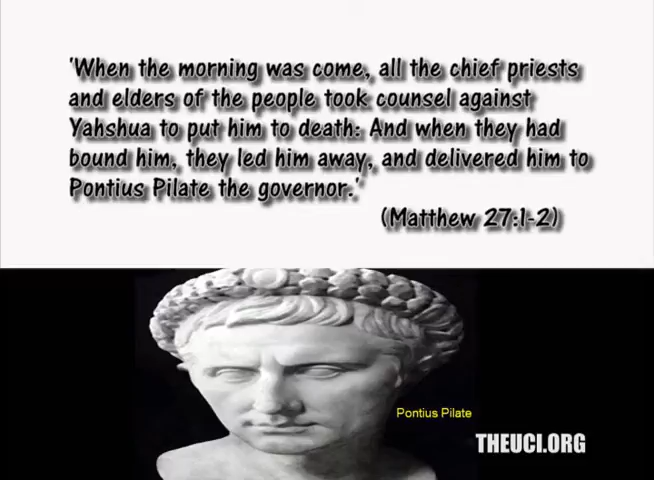 'When the morning was come, all the chief priests
and elders of the people took counsel against
Yahshua to put him to death: And when they had
bound him, they led him away, and delivered him to
Pontius Pilate the governor.'
(Matthew 27:1-2)
Pontius Pilate
THEUCI.ORG